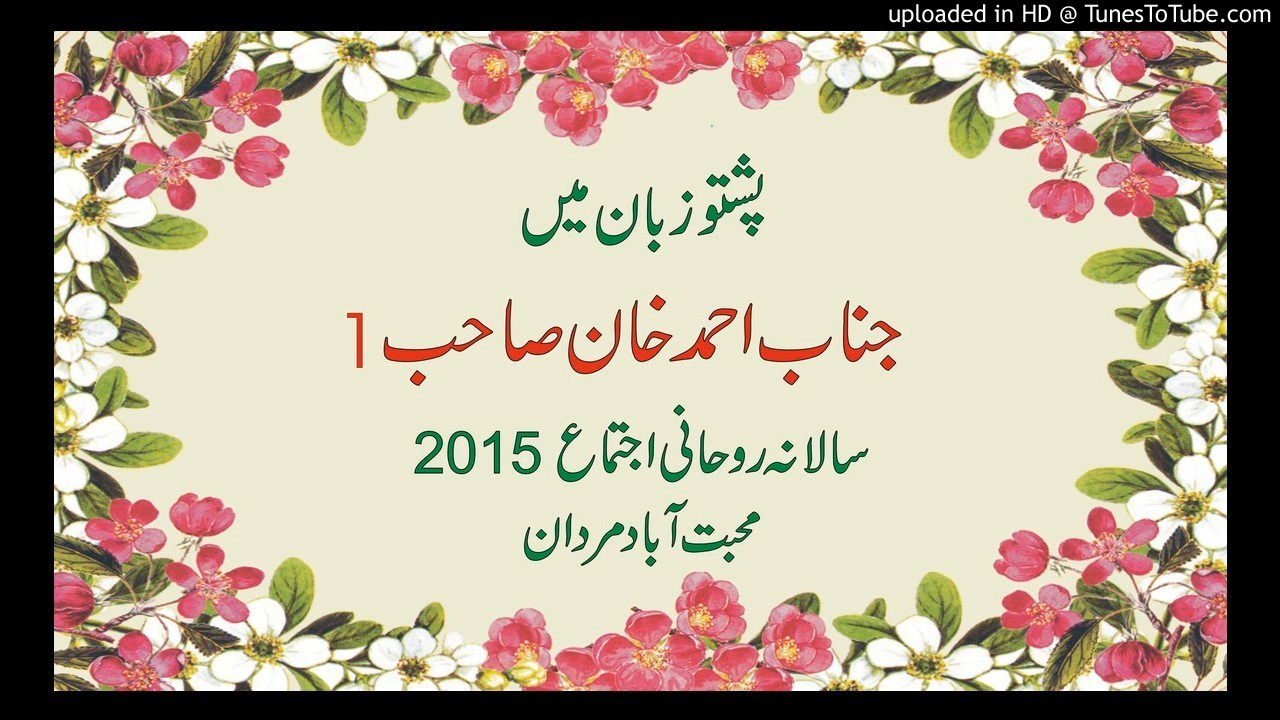 uploaded in HD @ TunesToTube.com
پشتو زبان میں
جناب احمد خان صاحب 1
سالانہ روحانی اجتماع 2015
محبت آباد مردان